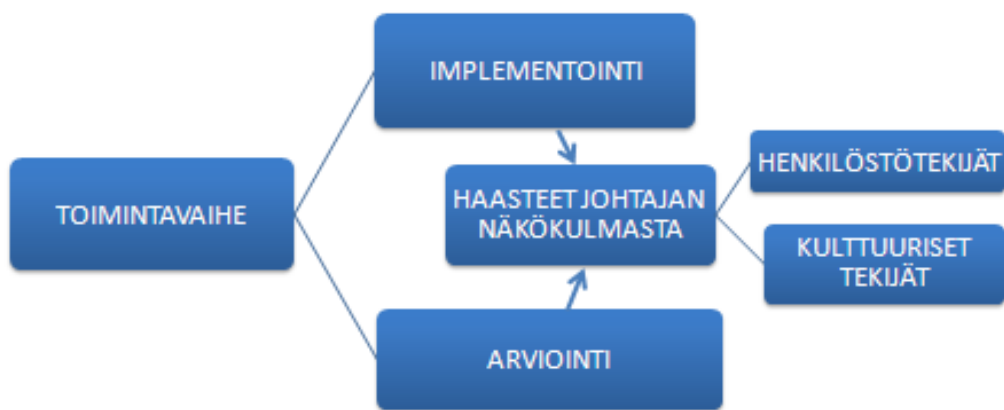 TOIMINTAVAIHE
IMPLEMENTOINTI
HAASTEET JOHTAJAN
NÄKÖKULMASTA
ARVIOINTI
HENKILÖSTÖTEKIJÄT
KULTTUURISET
TEKIJÄT